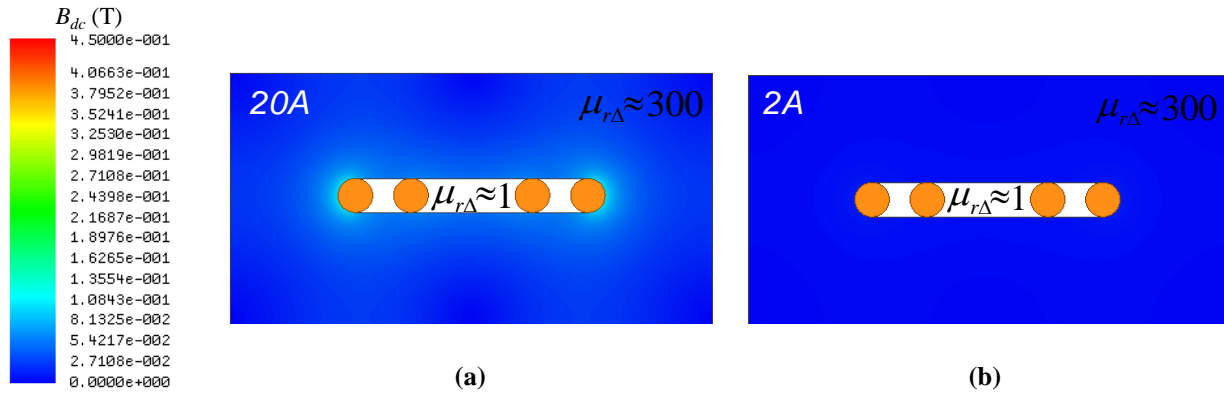 B_dc (T)
4.5000e-001
4.0663e-001
3.7952e-001
3.5241e-001
3.2530e-001
2.9819e-001
2.7108e-001
2.4398e-001
2.1687e-001
1.8976e-001
1.6265e-001
1.3554e-001
1.0843e-001
8.1325e-002
5.4217e-002
2.7108e-002
0.0000e+000
20A
μ_rΔ≈300
μ_rΔ≈1
(a)
2A
μ_rΔ≈300
μ_rΔ≈1
(b)